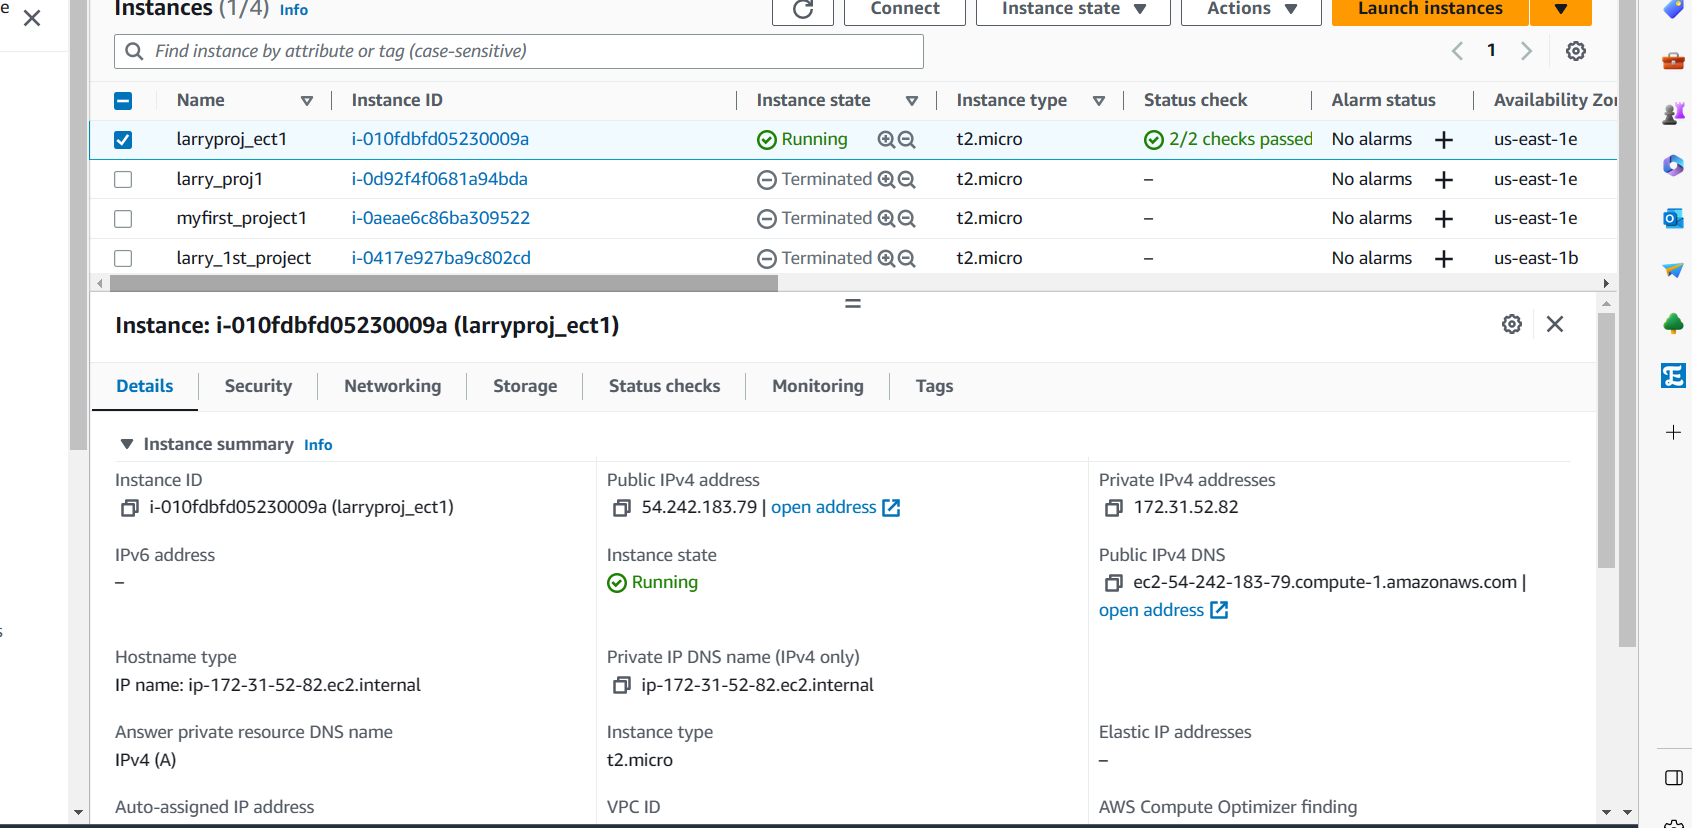 e
Instances (1/4) Info
Connect
Instance state
Actions
Launch instances
Find instance by attribute or tag (case-sensitive)
1
Name Instance ID Instance state Instance type Status check Alarm status Availability Zo
larryproj_ect1 i-010fdbfd05230009a Running t2.micro 2/2 checks passed No alarms us-east-1e
larry_proj1 i-0d92f4f0681a94bda Terminated t2.micro – No alarms us-east-1e
myfirst_project1 i-0aeae6c86ba309522 Terminated t2.micro – No alarms us-east-1e
larry_1st_project i-0417e927ba9c802cd Terminated t2.micro – No alarms us-east-1b
Instance: i-010fdbfd05230009a (larryproj_ect1)
Details Security Networking Storage Status checks Monitoring Tags
Instance summary Info
Instance ID
i-010fdbfd05230009a (larryproj_ect1)
Public IPv4 address
54.242.183.79 | open address
Private IPv4 addresses
172.31.52.82
IPv6 address
–
Instance state
Running
Public IPv4 DNS
ec2-54-242-183-79.compute-1.amazonaws.com |
open address
s
Hostname type
IP name: ip-172-31-52-82.ec2.internal
Private IP DNS name (IPv4 only)
ip-172-31-52-82.ec2.internal
Answer private resource DNS name
IPv4 (A)
Instance type
t2.micro
Elastic IP addresses
–
Auto-assigned IP address
VPC ID
AWS Compute Optimizer finding